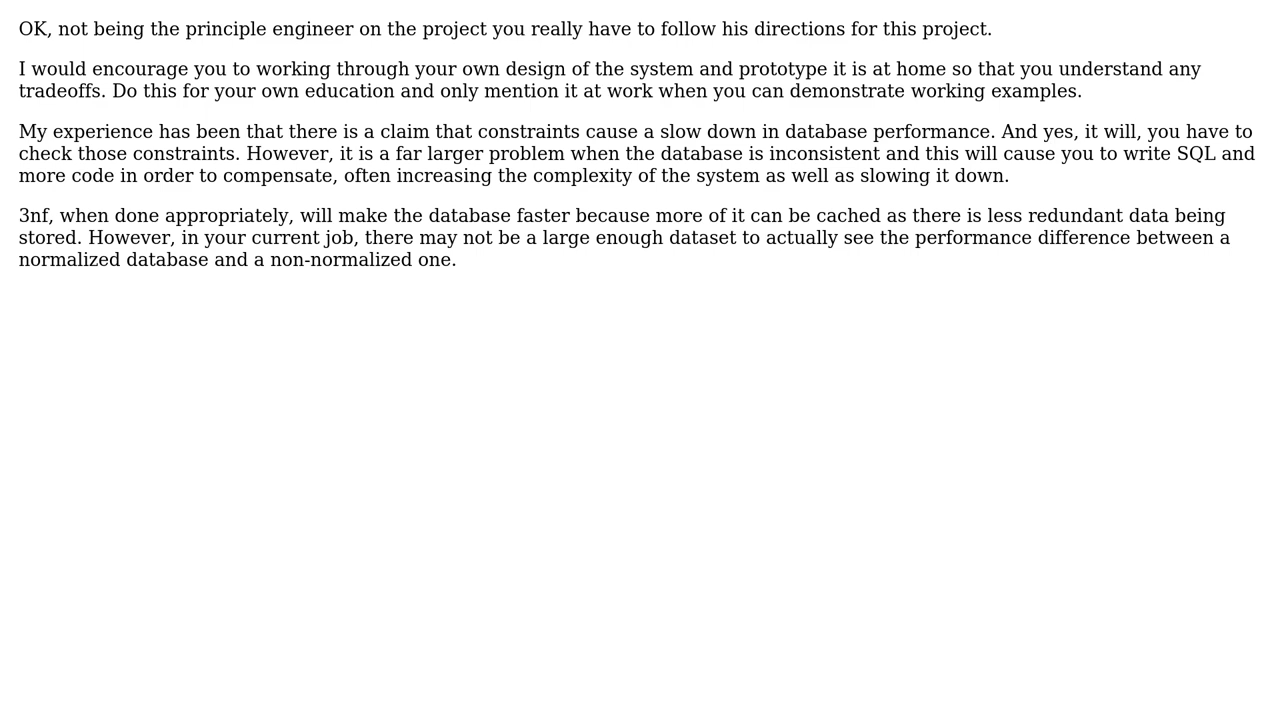 OK, not being the principle engineer on the project you really have to follow his directions for this project.
I would encourage you to working through your own design of the system and prototype it is at home so that you understand any
tradeoffs. Do this for your own education and only mention it at work when you can demonstrate working examples.
My experience has been that there is a claim that constraints cause a slow down in database performance. And yes, it will, you have to
check those constraints. However, it is a far larger problem when the database is inconsistent and this will cause you to write SQL and
more code in order to compensate, often increasing the complexity of the system as well as slowing it down.
3nf, when done appropriately, will make the database faster because more of it can be cached as there is less redundant data being
stored. However, in your current job, there may not be a large enough dataset to actually see the performance difference between a
normalized database and a non-normalized one.